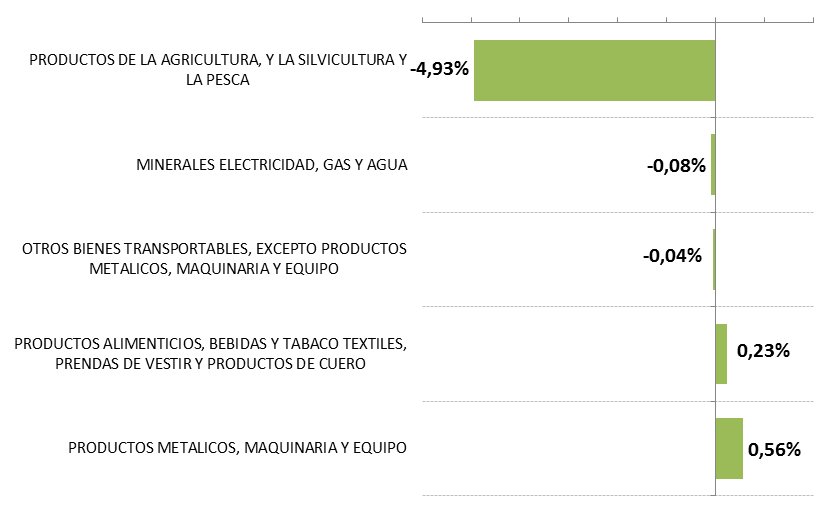 PRODUCTOS DE LA AGRICULTURA, Y LA SILVICULTURA Y
LA PESCA
-4,93%
MINERALES ELECTRICIDAD, GAS Y AGUA
-0,08%
OTROS BIENES TRANSPORTABLES, EXCEPTO PRODUCTOS
METALICOS, MAQUINARIA Y EQUIPO
-0,04%
PRODUCTOS ALIMENTICIOS, BEBIDAS Y TABACO TEXTILES,
PRENDAS DE VESTIR Y PRODUCTOS DE CUERO
0,23%
PRODUCTOS METALICOS, MAQUINARIA Y EQUIPO
0,56%